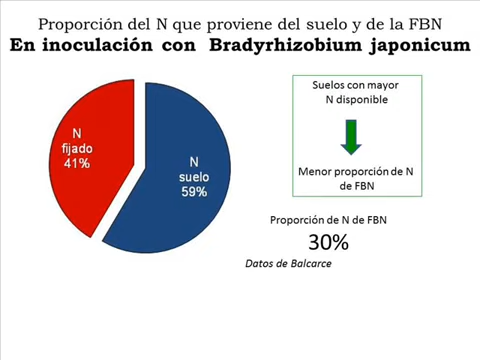 Proporción del N que proviene del suelo y de la FBN
En inoculación con Bradyrhizobium japonicum
N
fijado
41%
N
suelo
59%
Suelos con mayor
N disponible
Menor proporción de N
de FBN
Proporción de N de FBN
30%
Datos de Balcarce